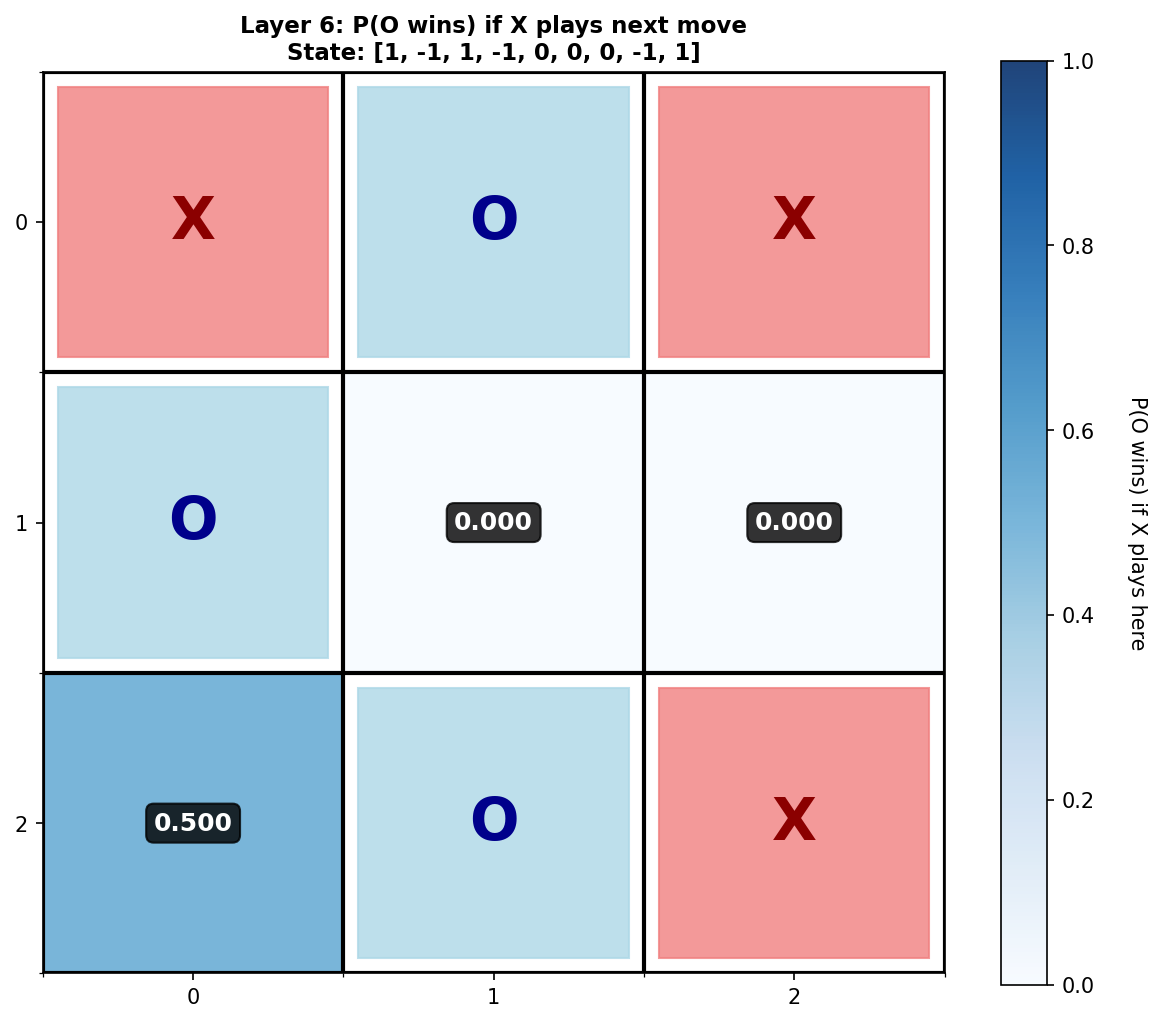 Layer 6: P(O wins) if X plays next move
State: [1, -1, 1, -1, 0, 0, 0, -1, 1]
0
X
O
X
1
O
0.000
0.000
2
0.500
O
X
0
1
2
1.0
0.8
0.6
0.4
0.2
0.0
P(O wins) if X plays here